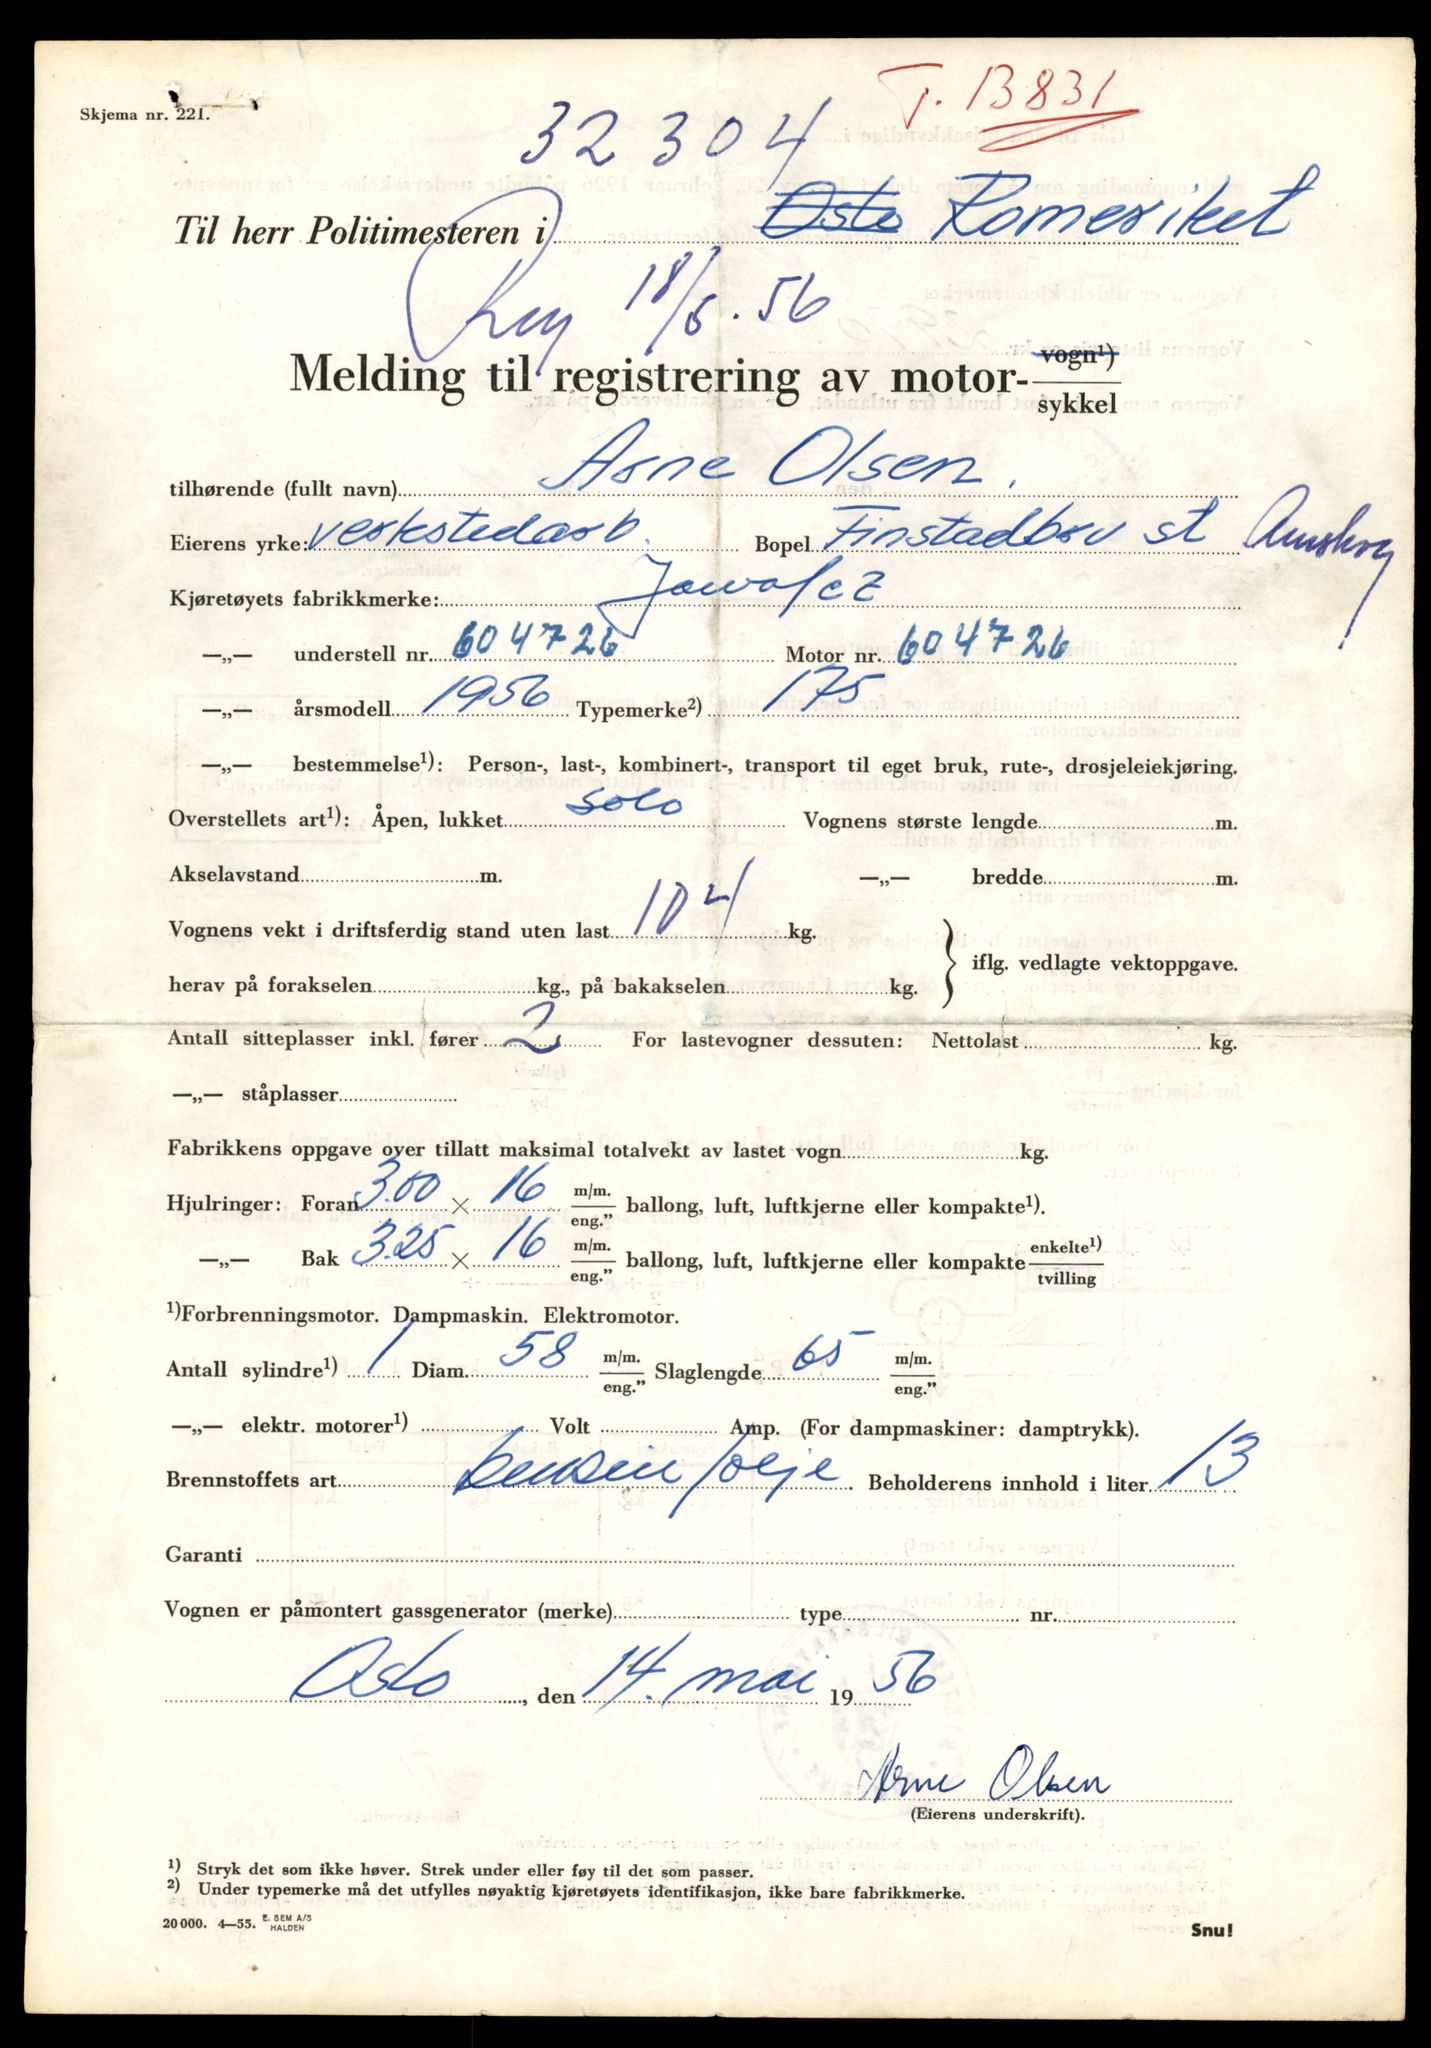 T. 13831
Skjema nr. 221.
32304
Til herr Politimesteren i Oslo Romeriket
18/5. 56
Melding til registrering av motor- vogn¹) / sykkel
tilhørende (fullt navn) Arne Olsen.
Eierens yrke: verkstedarb. Bopel Finstadbru st
Kjøretøyets fabrikkmerke: Jawa/cz
—„— understell nr. 604726 Motor nr. 604726
—„— årsmodell 1956 Typemerke²) 175
—„— bestemmelse¹): Person-, last-, kombinert-, transport til eget bruk, rute-, drosjeleiekjøring.
Overstellets art¹): Åpen, lukket solo Vognens største lengde m.
Akselavstand m. —„— bredde m.
Vognens vekt i driftsferdig stand uten last 104 kg.
iflg. vedlagte vektoppgave.
herav på forakselen kg., på bakakselen kg.
Antall sitteplasser inkl. fører 2 For lastevogner dessuten: Nettolast kg.
—„— ståplasser
Fabrikkens oppgave over tillatt maksimal totalvekt av lastet vogn kg.
Hjulringer: Foran 3.00 × 16 m/m. / eng.” ballong, luft, luftkjerne eller kompakte¹).
—„— Bak 3.25 × 16 m/m. / eng.” ballong, luft, luftkjerne eller kompakte enkelte¹) / tvilling
¹)Forbrenningsmotor. Dampmaskin. Elektromotor.
Antall sylindre¹) 1 Diam. 58 m/m. / eng.” Slaglengde 65 m/m. / eng.”
—„— elektr. motorer¹) Volt Amp. (For dampmaskiner: damptrykk).
Brennstoffets art bensin/olje. Beholderens innhold i liter 13
Garanti
Vognen er påmontert gassgenerator (merke) type nr.
Oslo, den 14. mai 1956
Arne Olsen
(Eierens underskrift).
¹) Stryk det som ikke høver. Strek under eller føy til det som passer.
²) Under typemerke må det utfylles nøyaktig kjøretøyets identifikasjon, ikke bare fabrikkmerke.
20 000. 4—55. E. SEM A/S HALDEN
Snu!